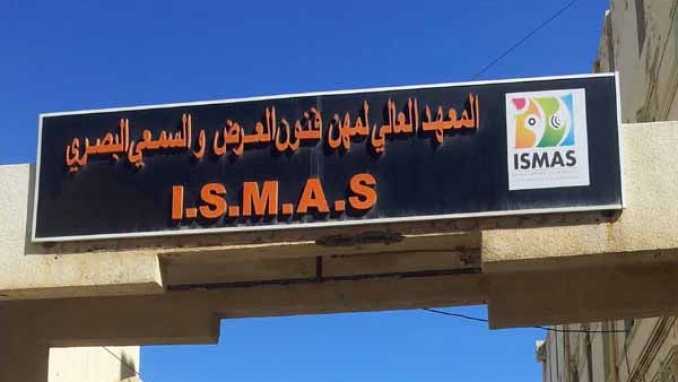 المعهد العالي لمهن فنون العرض و السمعي البصري
I.S.M.A.S
ISMAS